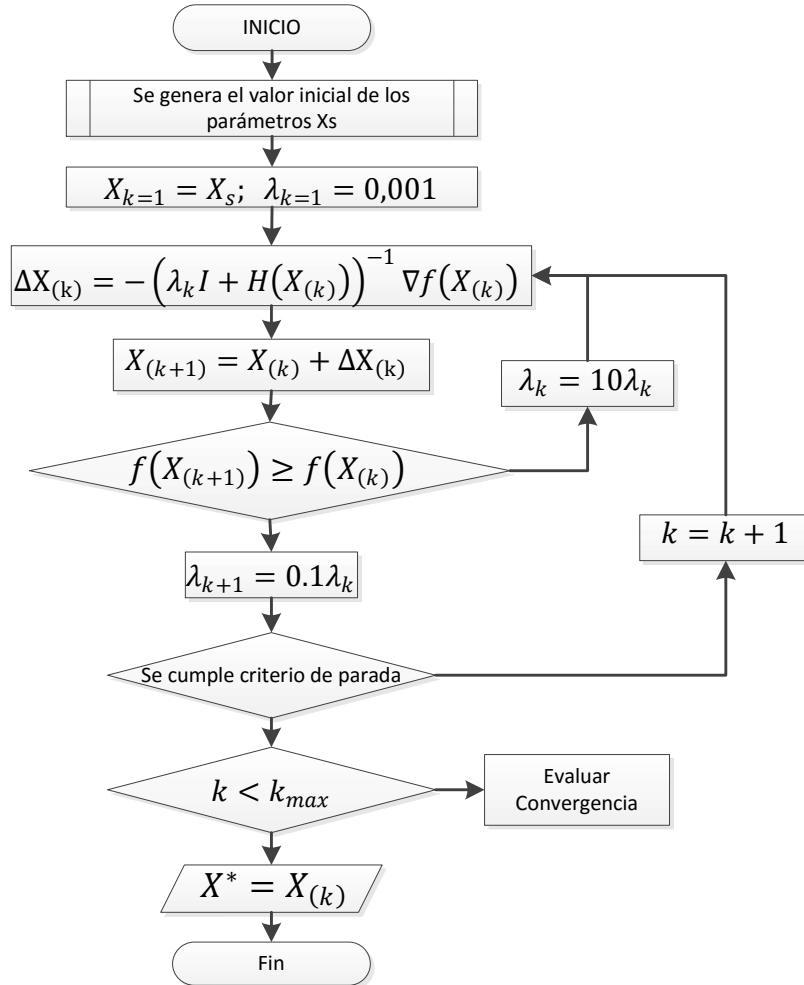 INICIO
Se genera el valor inicial de los
parámetros Xs
X_{k=1} = X_s; λ_{k=1} = 0,001
ΔX_{(k)} = −(λ_k I + H(X_{(k)}))^{−1} ∇f(X_{(k)})
X_{(k+1)} = X_{(k)} + ΔX_{(k)}
λ_k = 10λ_k
f(X_{(k+1)}) ≥ f(X_{(k)})
k = k + 1
λ_{k+1} = 0.1λ_k
Se cumple criterio de parada
k < k_{max}
Evaluar
Convergencia
X^* = X_{(k)}
Fin